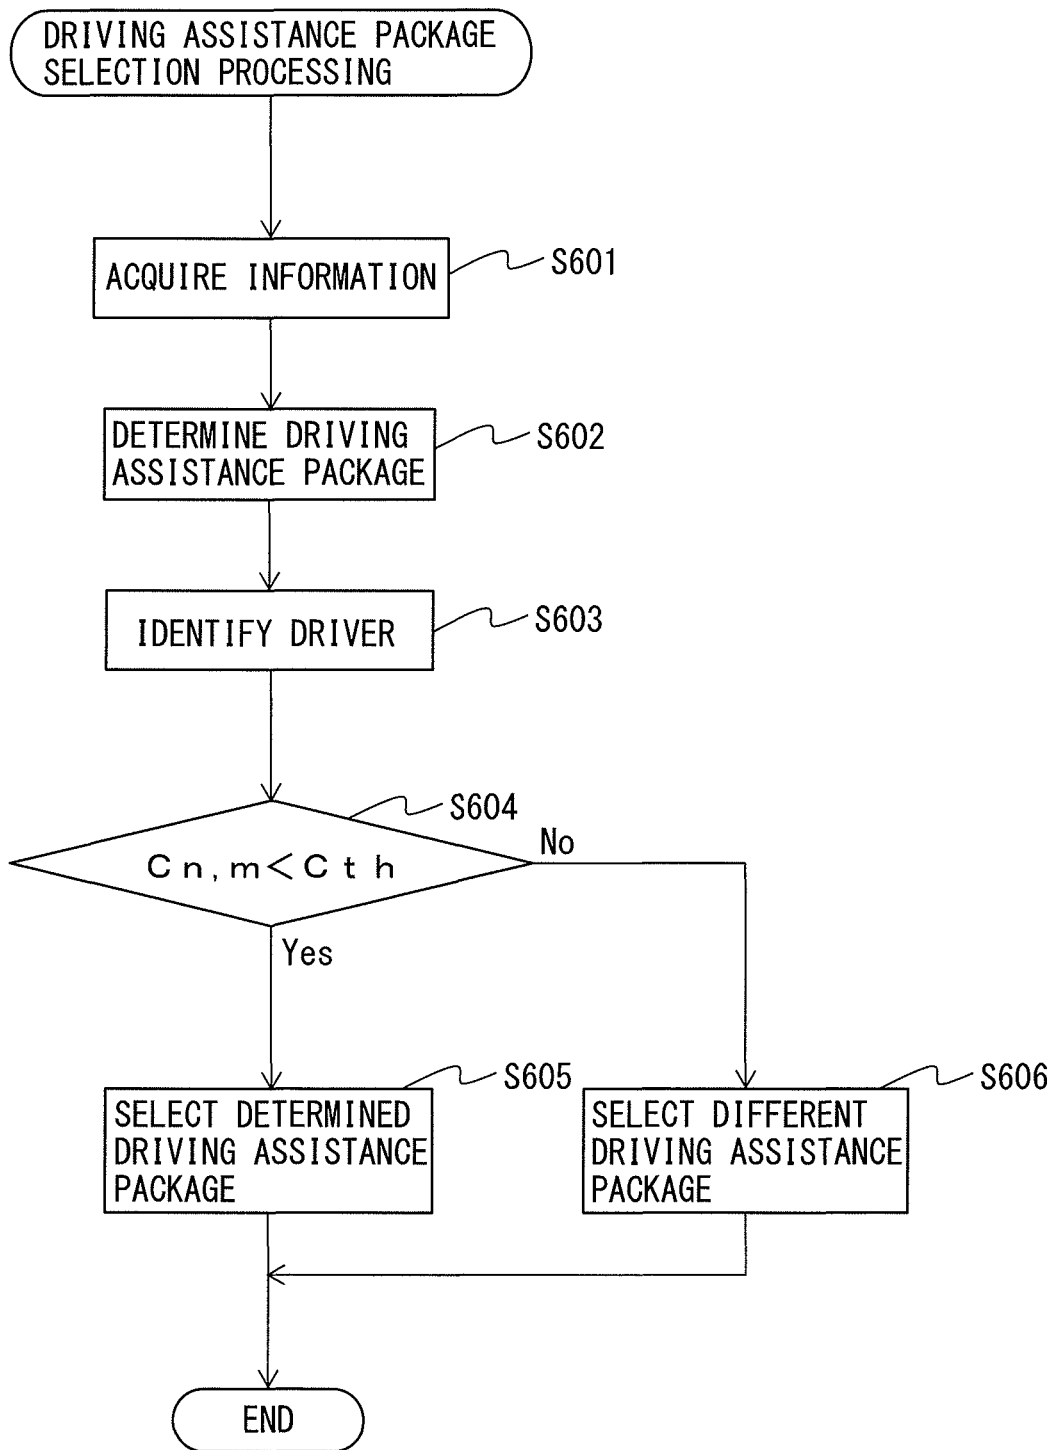 DRIVING ASSISTANCE PACKAGE
SELECTION PROCESSING
ACQUIRE INFORMATION
S601
DETERMINE DRIVING
ASSISTANCE PACKAGE
S602
IDENTIFY DRIVER
S603
S604
Cn,m<Cth
No
Yes
SELECT DETERMINED
DRIVING ASSISTANCE
PACKAGE
S605
SELECT DIFFERENT
DRIVING ASSISTANCE
PACKAGE
S606
END